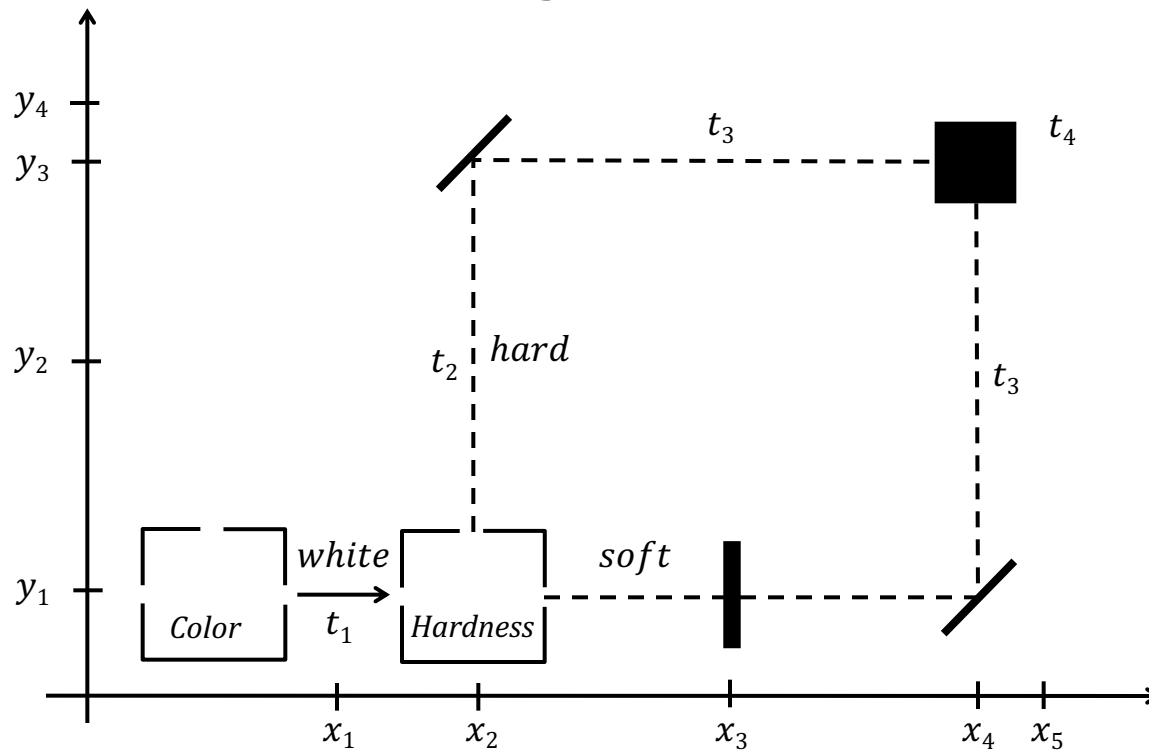 y₄
y₃
t₃
t₄
y₂
t₂
hard
t₃
white
soft
y₁
Color
t₁
Hardness
x₁
x₂
x₃
x₄
x₅